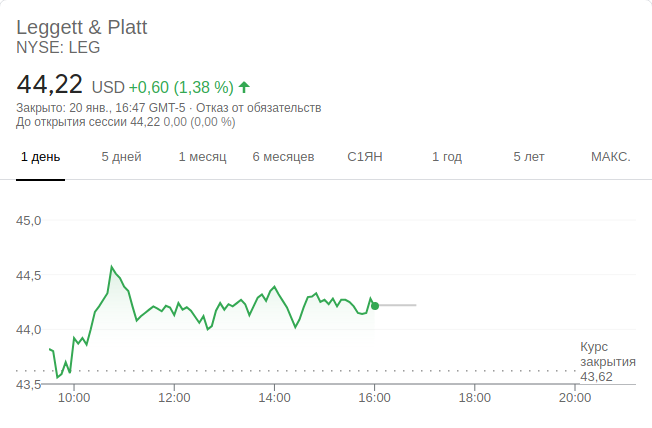 Leggett & Platt
NYSE: LEG
44,22 USD +0,60 (1,38 %)
Закрыто: 20 янв., 16:47 GMT-5 · Отказ от обязательств
До открытия сессии 44,22 0,00 (0,00 %)
1 день 5 дней 1 месяц 6 месяцев С1ЯН 1 год 5 лет МАКС.
45,0
44,5
44,0
Курс
закрытия
43,62
43,5
10:00 12:00 14:00 16:00 18:00 20:00